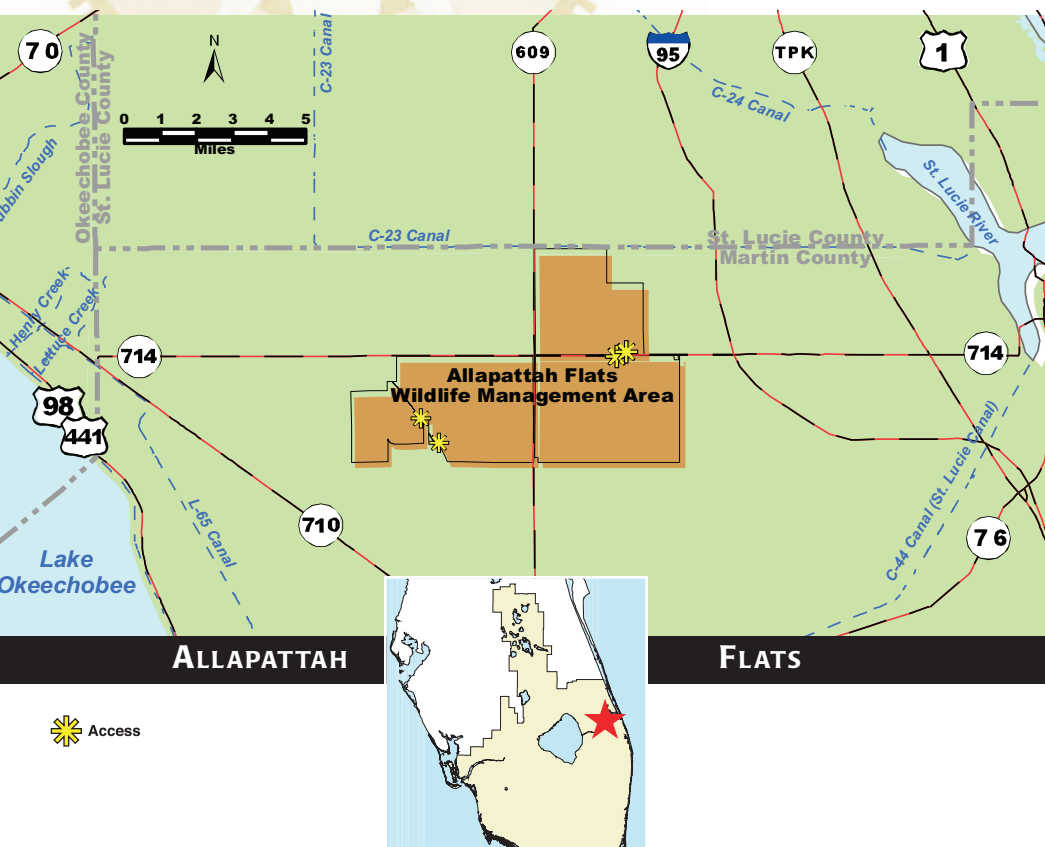 70
N
609
95
TPK
1
C-23 Canal
Okeechobee County
St. Lucie County
C-24 Canal
0 1 2 3 4 5
Miles
St. Lucie River
C-23 Canal
St. Lucie County
Martin County
Henry Creek
Lettuce Creek
714
714
Allapattah Flats
Wildlife Management Area
98
441
L-65 Canal
710
C-44 Canal (St. Lucie Canal)
76
Lake
Okeechobee
ALLAPATTAH FLATS
Access